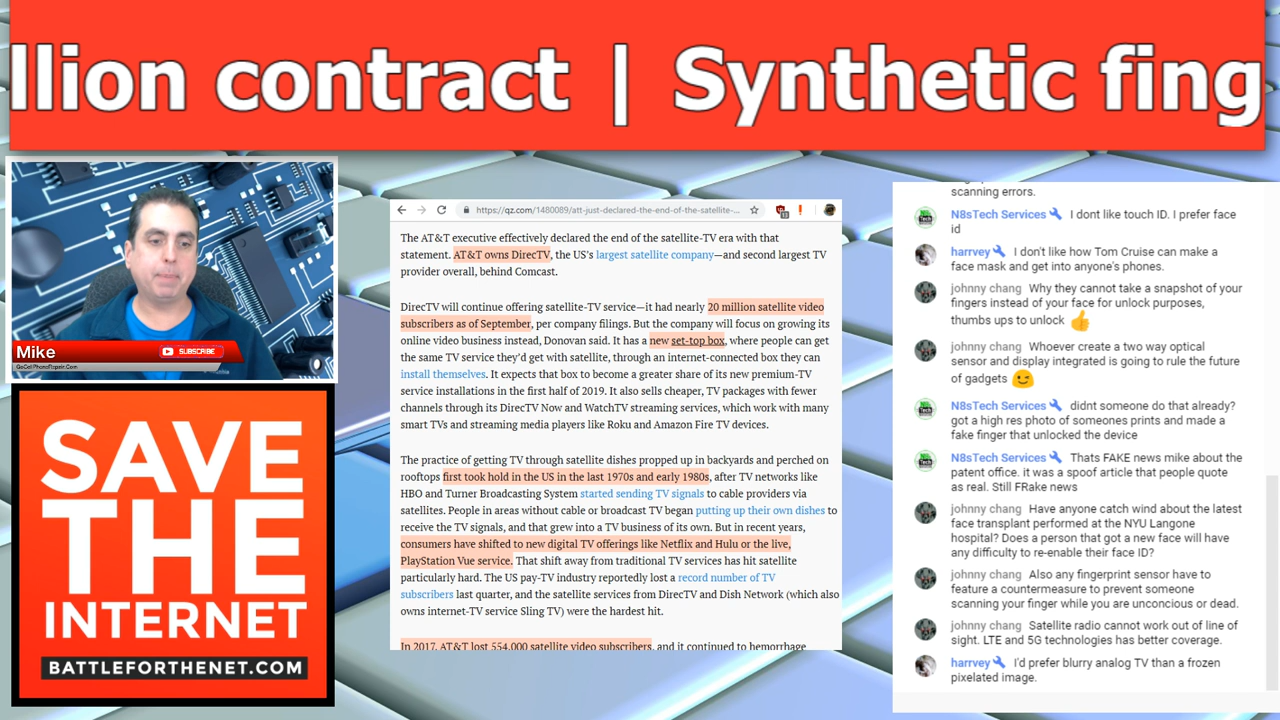 llion contract | Synthetic fing
Mike
SUBSCRIBE
GoCellPhoneRepair.Com
SAVE
THE
INTERNET
BATTLEFORTHENET.COM
https://qz.com/1480089/att-just-declared-the-end-of-the-satellite-...
The AT&T executive effectively declared the end of the satellite-TV era with that
statement. AT&T owns DirecTV, the US's largest satellite company—and second largest TV
provider overall, behind Comcast.
DirecTV will continue offering satellite-TV service—it had nearly 20 million satellite video
subscribers as of September, per company filings. But the company will focus on growing its
online video business instead, Donovan said. It has a new set-top box, where people can get
the same TV service they'd get with satellite, through an internet-connected box they can
install themselves. It expects that box to become a greater share of its new premium-TV
service installations in the first half of 2019. It also sells cheaper, TV packages with fewer
channels through its DirecTV Now and WatchTV streaming services, which work with many
smart TVs and streaming media players like Roku and Amazon Fire TV devices.
The practice of getting TV through satellite dishes propped up in backyards and perched on
rooftops first took hold in the US in the last 1970s and early 1980s, after TV networks like
HBO and Turner Broadcasting System started sending TV signals to cable providers via
satellites. People in areas without cable or broadcast TV began putting up their own dishes to
receive the TV signals, and that grew into a TV business of its own. But in recent years,
consumers have shifted to new digital TV offerings like Netflix and Hulu or the live,
PlayStation Vue service. That shift away from traditional TV services has hit satellite
particularly hard. The US pay-TV industry reportedly lost a record number of TV
subscribers last quarter, and the satellite services from DirecTV and Dish Network (which also
owns internet-TV service Sling TV) were the hardest hit.
In 2017, AT&T lost 554,000 satellite video subscribers, and it continued to hemorrhage
scanning errors.
N8sTech Services I dont like touch ID. I prefer face
id
harrvey I don't like how Tom Cruise can make a
face mask and get into anyone's phones.
johnny chang Why they cannot take a snapshot of your
fingers instead of your face for unlock purposes,
thumbs ups to unlock 👍
johnny chang Whoever create a two way optical
sensor and display integrated is going to rule the future
of gadgets 😉
N8sTech Services didnt someone do that already?
got a high res photo of someones prints and made a
fake finger that unlocked the device
N8sTech Services Thats FAKE news mike about the
patent office. it was a spoof article that people quote
as real. Still FRake news
johnny chang Have anyone catch wind about the latest
face transplant performed at the NYU Langone
hospital? Does a person that got a new face will have
any difficulty to re-enable their face ID?
johnny chang Also any fingerprint sensor have to
feature a countermeasure to prevent someone
scanning your finger while you are unconcious or dead.
johnny chang Satellite radio cannot work out of line of
sight. LTE and 5G technologies has better coverage.
harrvey I'd prefer blurry analog TV than a frozen
pixelated image.